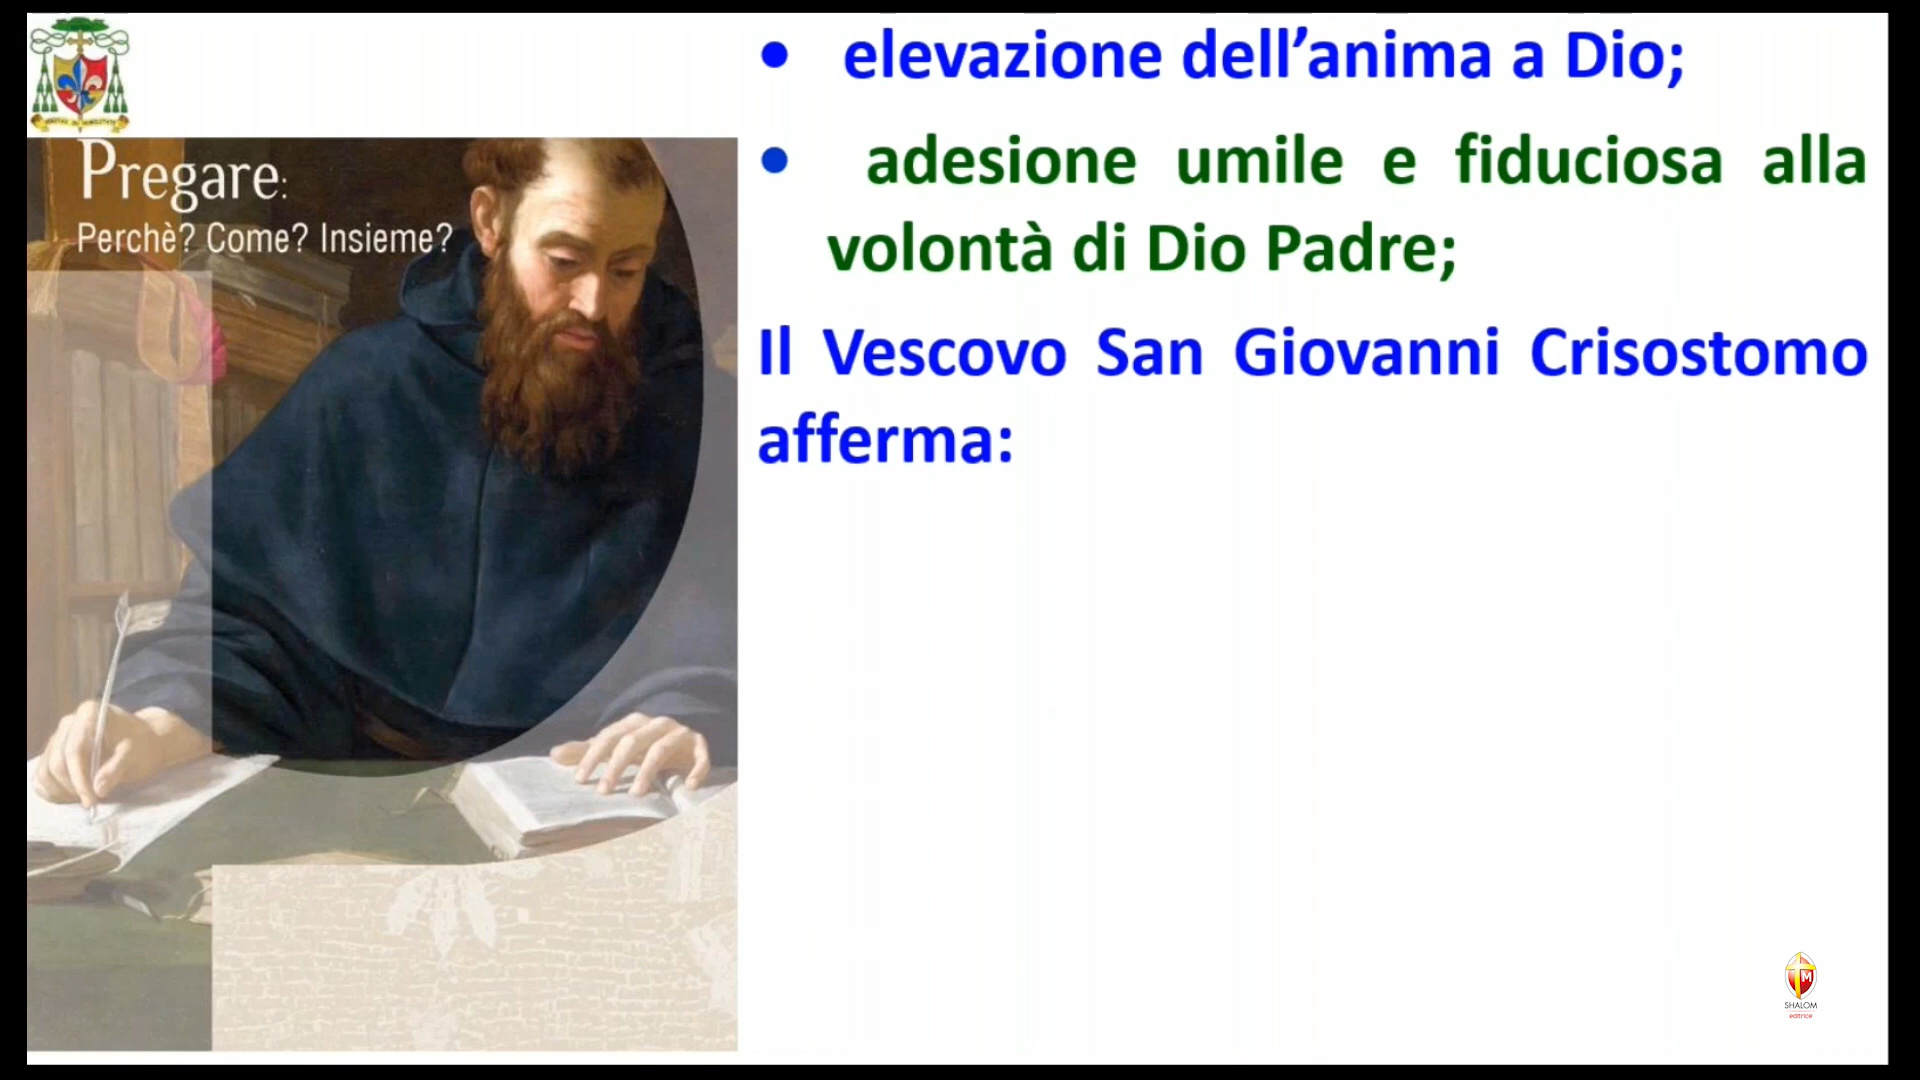 Pregare:
Perchè? Come? Insieme?
• elevazione dell’anima a Dio;
• adesione umile e fiduciosa alla
volontà di Dio Padre;
Il Vescovo San Giovanni Crisostomo
afferma:
SHALOM
editrice